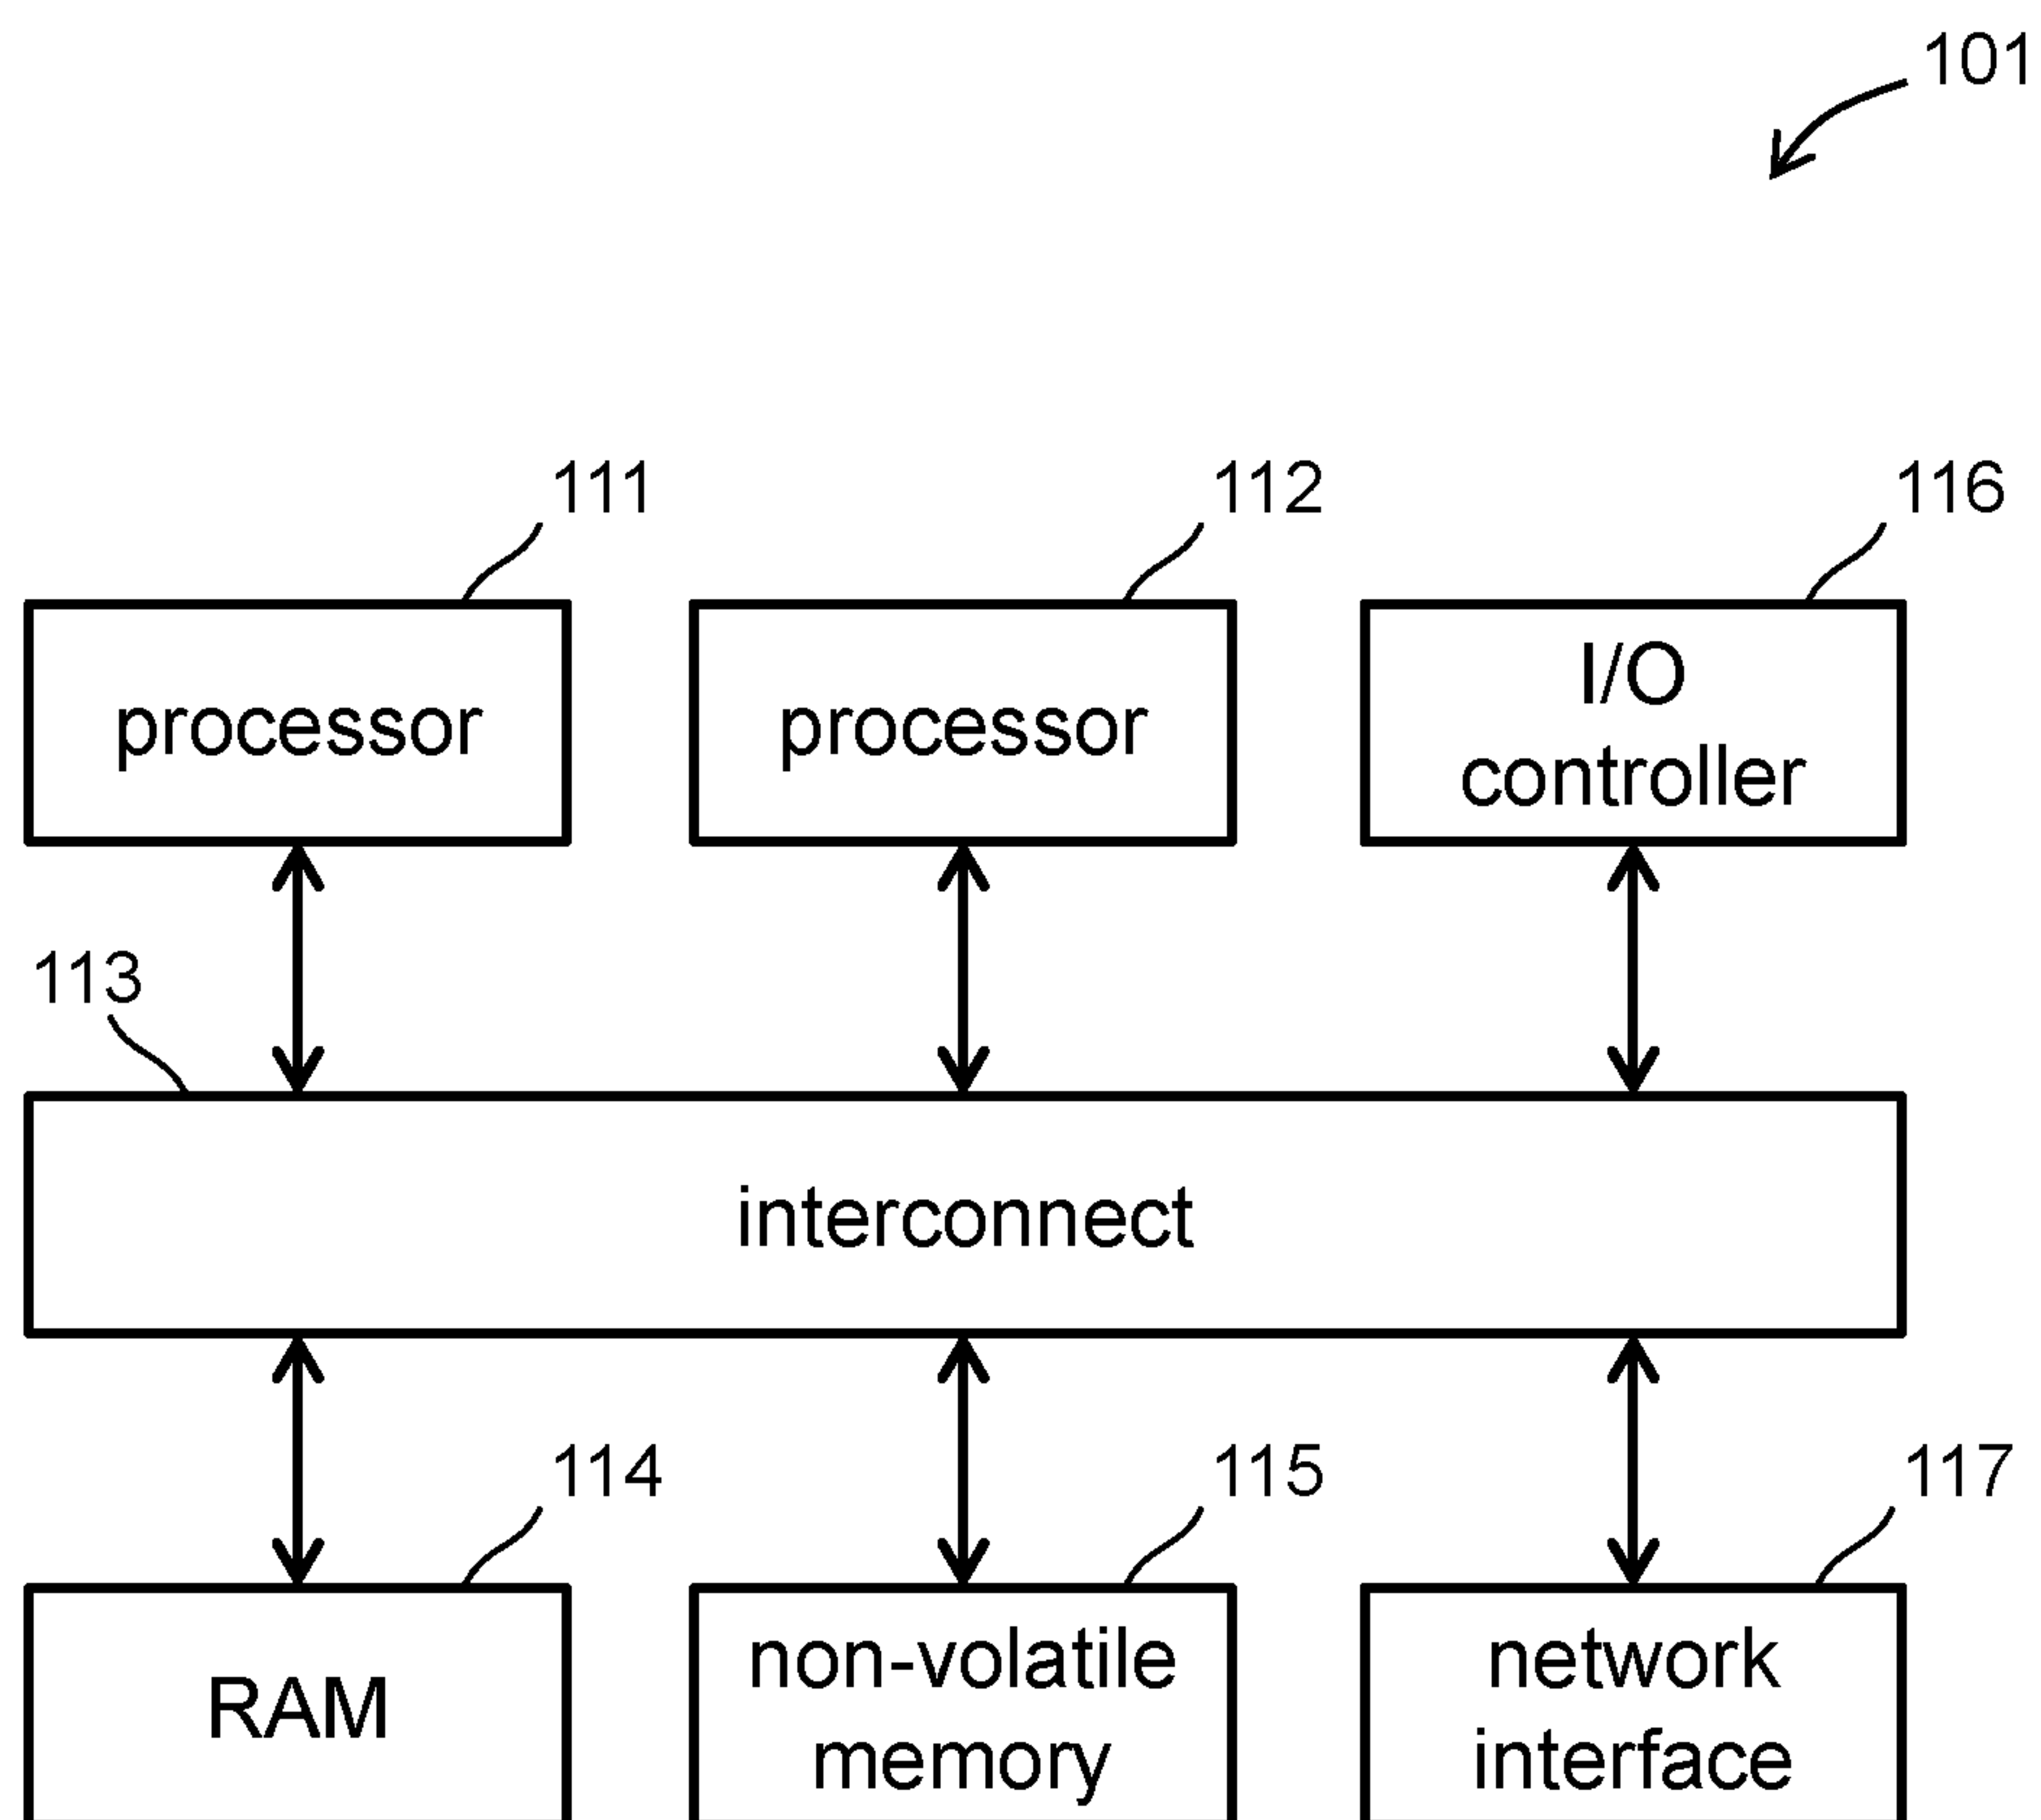 101
111
112
116
processor
processor
I/O
controller
113
interconnect
114
115
117
RAM
non-volatile
memory
network
interface